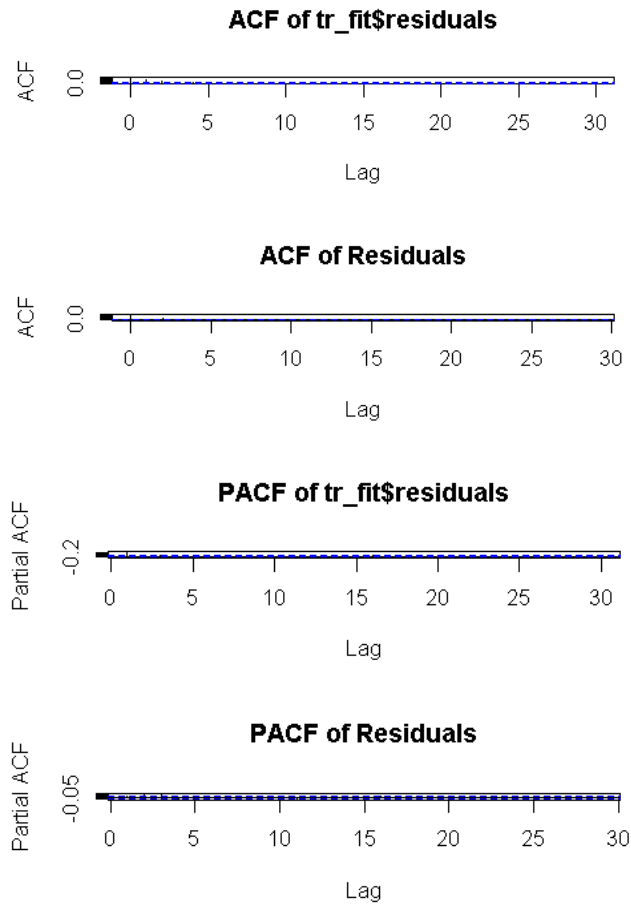 ACF of tr_fit$residuals
ACF
0.0
0 5 10 15 20 25 30
Lag
ACF of Residuals
ACF
0.0
0 5 10 15 20 25 30
Lag
PACF of tr_fit$residuals
Partial ACF
-0.2
0 5 10 15 20 25 30
Lag
PACF of Residuals
Partial ACF
-0.05
0 5 10 15 20 25 30
Lag